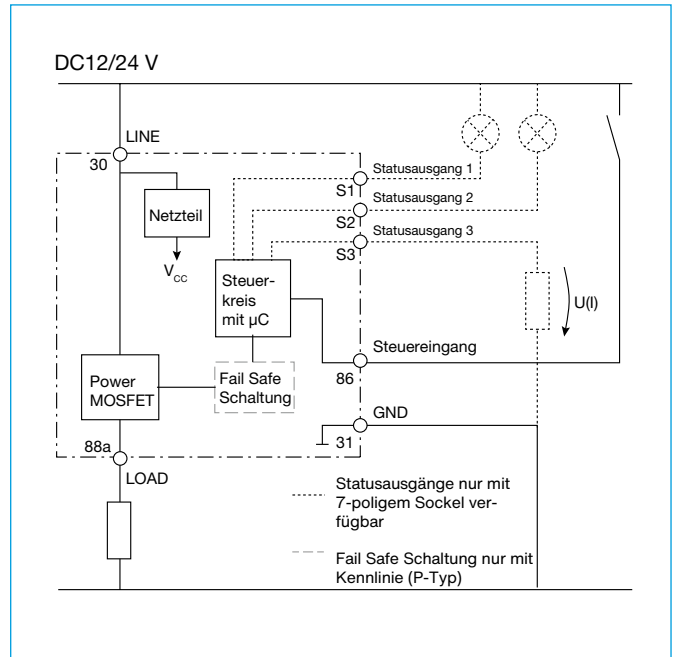 DC12/24 V
LINE
30
Netzteil
VCC
Statusausgang 1
S1
Statusausgang 2
S2
Statusausgang 3
S3
Steuer-
kreis
mit µC
U(I)
Steuereingang
86
Power
MOSFET
Fail Safe
Schaltung
GND
31
88a
LOAD
Statusausgänge nur mit
7-poligem Sockel ver-
fügbar
Fail Safe Schaltung nur mit
Kennlinie (P-Typ)